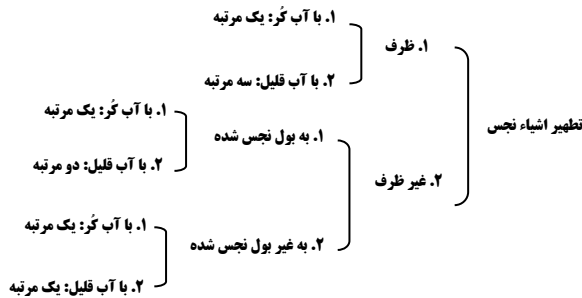 تطهیر اشیاء نجس
۱. ظرف
۱. با آب کُر: یک مرتبه
۲. با آب قلیل: سه مرتبه
۲. غیر ظرف
۱. به بول نجس شده
۱. با آب کُر: یک مرتبه
۲. با آب قلیل: دو مرتبه
۲. به غیر بول نجس شده
۱. با آب کُر: یک مرتبه
۲. با آب قلیل: یک مرتبه